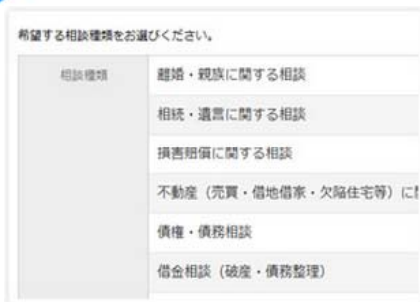 希望する相談種類をお選びください。
相談種類
離婚・親族に関する相談
相続・遺言に関する相談
損害賠償に関する相談
不動産（売買・借地借家・欠陥住宅等）に
債権・債務相談
借金相談（破産・債務整理）